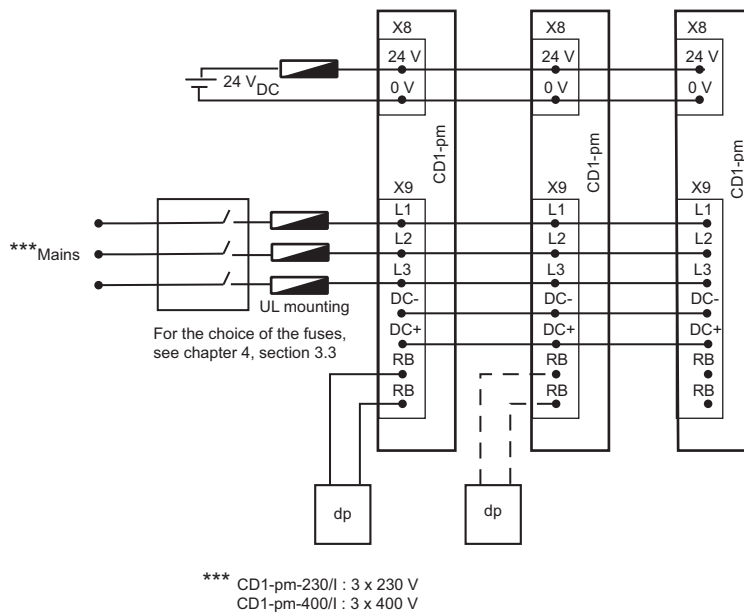 X8 X8 X8
24 V 24 V 24 V
24 V DC
0 V 0 V 0 V
CD1-pm CD1-pm CD1-pm
X9 X9 X9
L1 L1 L1
***Mains
L2 L2 L2
L3 L3 L3
UL mounting
DC- DC- DC-
For the choice of the fuses,
see chapter 4, section 3.3
DC+ DC+ DC+
RB RB RB
RB RB RB
dp dp
*** CD1-pm-230/I : 3 x 230 V
CD1-pm-400/I : 3 x 400 V